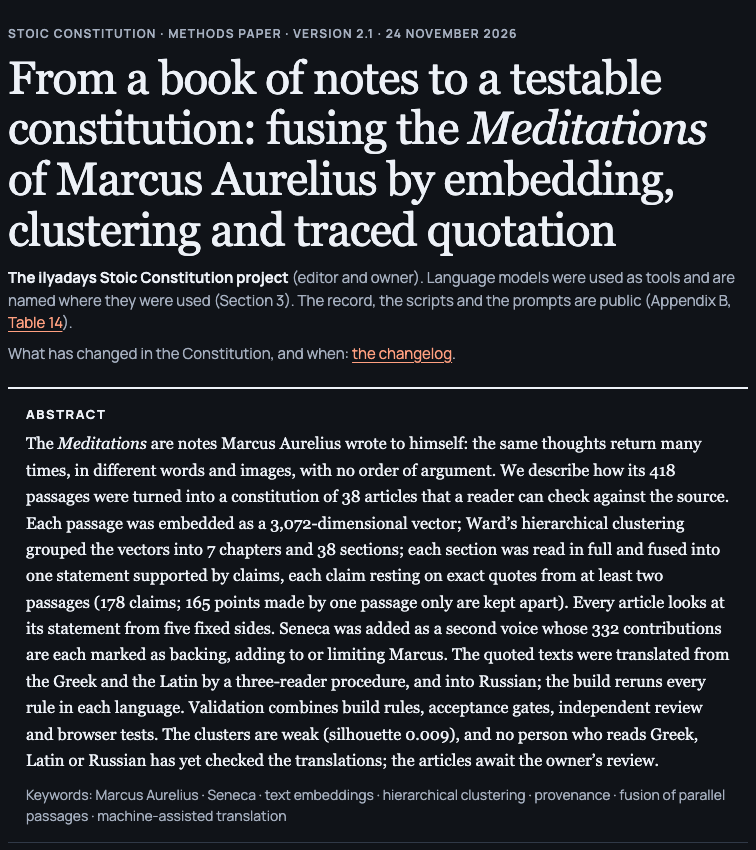 STOIC CONSTITUTION · METHODS PAPER · VERSION 2.1 · 24 NOVEMBER 2026
From a book of notes to a testable
constitution: fusing the Meditations
of Marcus Aurelius by embedding,
clustering and traced quotation
The ilyadays Stoic Constitution project (editor and owner). Language models were used as tools and are
named where they were used (Section 3). The record, the scripts and the prompts are public (Appendix B,
Table 14).
What has changed in the Constitution, and when: the changelog.
ABSTRACT
The Meditations are notes Marcus Aurelius wrote to himself: the same thoughts return many
times, in different words and images, with no order of argument. We describe how its 418
passages were turned into a constitution of 38 articles that a reader can check against the source.
Each passage was embedded as a 3,072-dimensional vector; Ward’s hierarchical clustering
grouped the vectors into 7 chapters and 38 sections; each section was read in full and fused into
one statement supported by claims, each claim resting on exact quotes from at least two
passages (178 claims; 165 points made by one passage only are kept apart). Every article looks at
its statement from five fixed sides. Seneca was added as a second voice whose 332 contributions
are each marked as backing, adding to or limiting Marcus. The quoted texts were translated from
the Greek and the Latin by a three-reader procedure, and into Russian; the build reruns every
rule in each language. Validation combines build rules, acceptance gates, independent review
and browser tests. The clusters are weak (silhouette 0.009), and no person who reads Greek,
Latin or Russian has yet checked the translations; the articles await the owner’s review.
Keywords: Marcus Aurelius · Seneca · text embeddings · hierarchical clustering · provenance · fusion of parallel
passages · machine-assisted translation